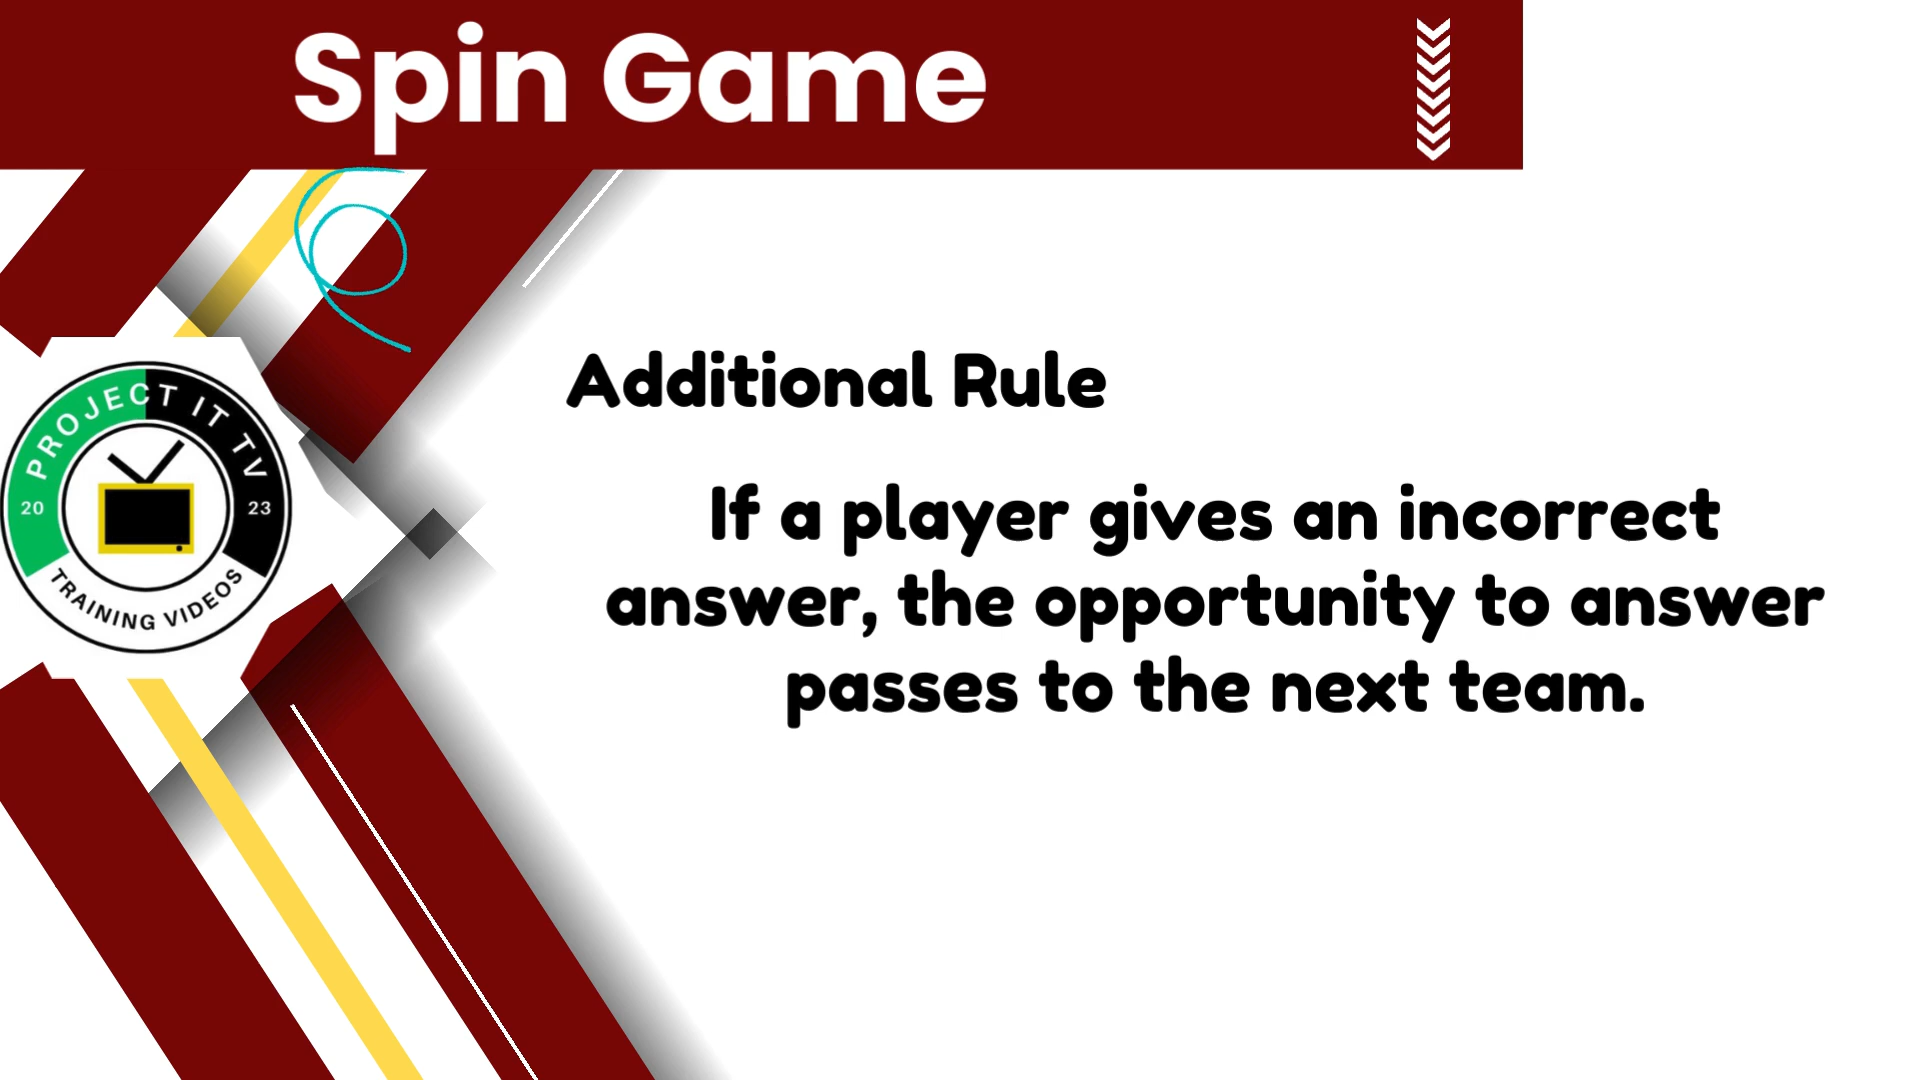 Spin Game
PROJECT IT TV
20
23
TRAINING VIDEOS
Additional Rule
If a player gives an incorrect
answer, the opportunity to answer
passes to the next team.